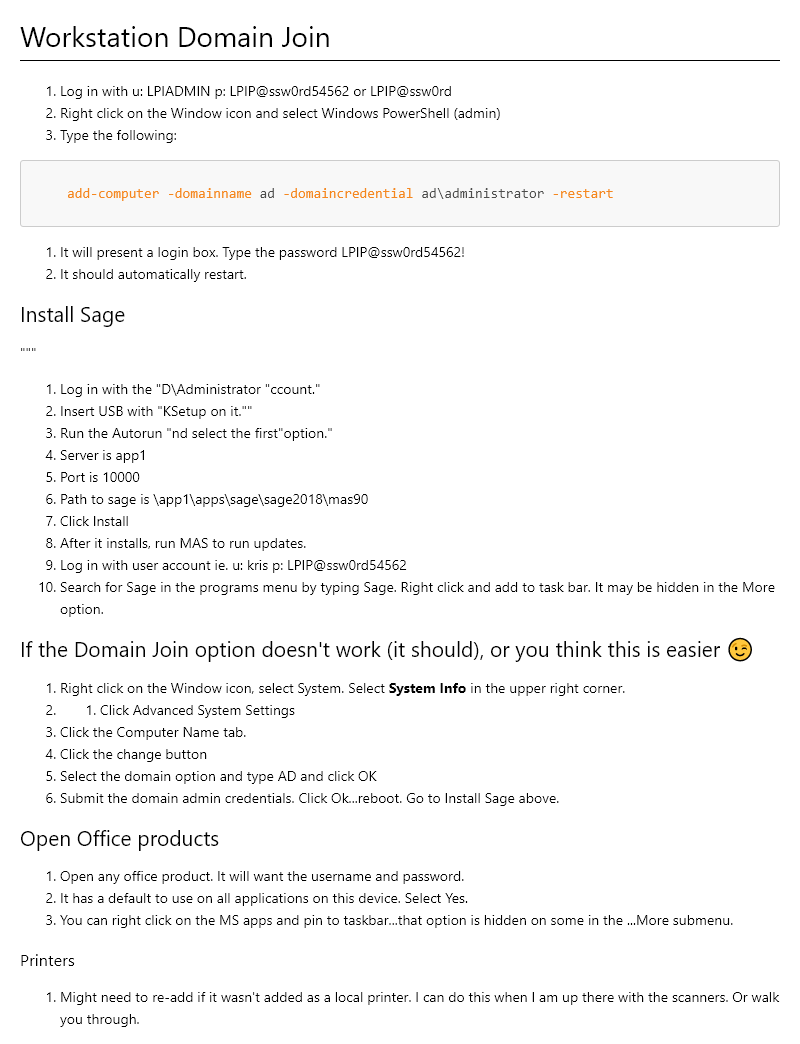 Workstation Domain Join
1. Log in with u: LPIADMIN p: LPIP@ssw0rd54562 or LPIP@ssw0rd
2. Right click on the Window icon and select Windows PowerShell (admin)
3. Type the following:
add-computer -domainname ad -domaincredential ad\administrator -restart
1. It will present a login box. Type the password LPIP@ssw0rd54562!
2. It should automatically restart.
Install Sage
"""
1. Log in with the "D\Administrator "ccount."
2. Insert USB with "KSetup on it.""
3. Run the Autorun "nd select the first"option."
4. Server is app1
5. Port is 10000
6. Path to sage is \app1\apps\sage\sage2018\mas90
7. Click Install
8. After it installs, run MAS to run updates.
9. Log in with user account ie. u: kris p: LPIP@ssw0rd54562
10. Search for Sage in the programs menu by typing Sage. Right click and add to task bar. It may be hidden in the More
option.
If the Domain Join option doesn't work (it should), or you think this is easier 😉
1. Right click on the Window icon, select System. Select System Info in the upper right corner.
2. 1. Click Advanced System Settings
3. Click the Computer Name tab.
4. Click the change button
5. Select the domain option and type AD and click OK
6. Submit the domain admin credentials. Click Ok...reboot. Go to Install Sage above.
Open Office products
1. Open any office product. It will want the username and password.
2. It has a default to use on all applications on this device. Select Yes.
3. You can right click on the MS apps and pin to taskbar...that option is hidden on some in the ...More submenu.
Printers
1. Might need to re-add if it wasn't added as a local printer. I can do this when I am up there with the scanners. Or walk
you through.